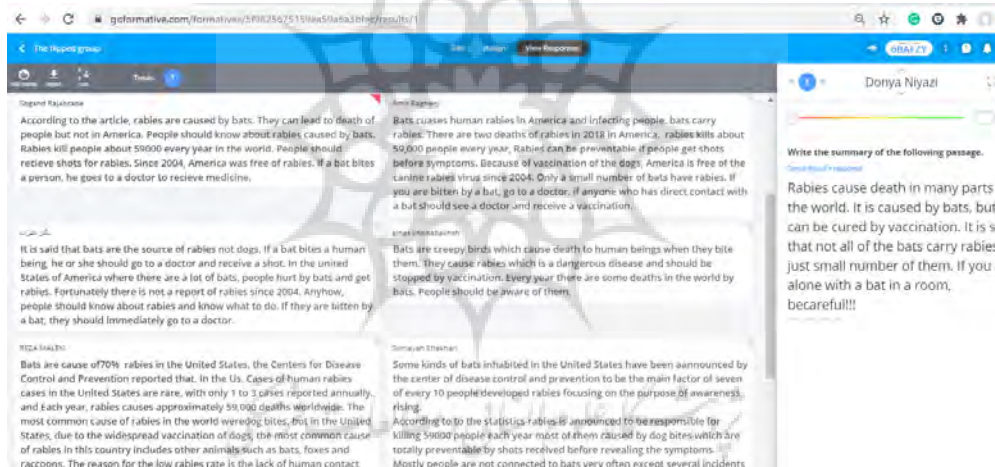 goformative.com/formatives/
The flippers group
Edit
Assign
View Responses
6BAFZY
Totals
Donya Niyazi
According to the article, rabies are caused by bats. They can lead to death of
people but not in America. People should know about rabies caused by bats.
Rabies kill people about 59000 every year in the world. People should
retieve shots for rabies. Since 2004, America was free of rabies. If a bat bites
a person, he goes to a doctor to recieve medicine.
Bats cuases human rabies in America and infecting people. bats carry
rabies. There are two deaths of rabies in 2018 in America. rabies kills about
59,000 people every year, Rabies can be preventable if people get shots
before symptoms. Because of vaccination of the dogs, America is free of the
canine rabies virus since 2004. Only a small number of bats have rabies. If
you are bitten by a bat, go to a doctor. if anyone who has direct contact with
a bat should see a doctor and receive a vaccination.
It is said that bats are the source of rabies not dogs. If a bat bites a human
being, he or she should go to a doctor and receive a shot. In the united
States of America where there are a lot of bats, people hurt by bats and get
rabies. Fortunately there is not a report of rabies since 2004. Anyhow,
people should know about rabies and know what to do. If they are bitten by
a bat, they should immediately go to a doctor.
Bats are creepy birds which cause death to human beings when they bite
them. They cause rabies which is a dangerous disease and should be
stopped by vaccination. Every year there are some deaths in the world by
bats. People should be aware of them.
REZA MALEKI
Bats are cause of70% rabies in the United States, the Centers for Disease
Control and Prevention reported that. In the Us. Cases of human rabies
cases in the United States are rare, with only 1 to 3 cases reported annually.
and Each year, rabies causes approximately 59,000 deaths worldwide. The
most common cause of rabies in the world weredog bites, but in the United
States, due to the widespread vaccination of dogs, the most common cause
of rabies in this country includes other animals such as bats, foxes and
raccoons. The reason for the low rabies rate is the lack of human contact
Somayeh Eftekhari
Some kinds of bats inhabited in the United States have been aannounced by
the center of disease control and prevention to be the main factor of seven
of every 10 people developed rabies focusing on the purpose of awareness
rising.
According to to the statistics rabies is announced to be responsible for
killing 59000 people each year most of them caused by dog bites which are
totally preventable by shots received before revealing the symptoms.
Mostly people are not connected to bats very often except several incidents
Write the summary of the following passage.
Rabies cause death in many parts
the world. It is caused by bats, but
can be cured by vaccination. It is s
that not all of the bats carry rabies
just small number of them. If you
alone with a bat in a room,
becareful!!!